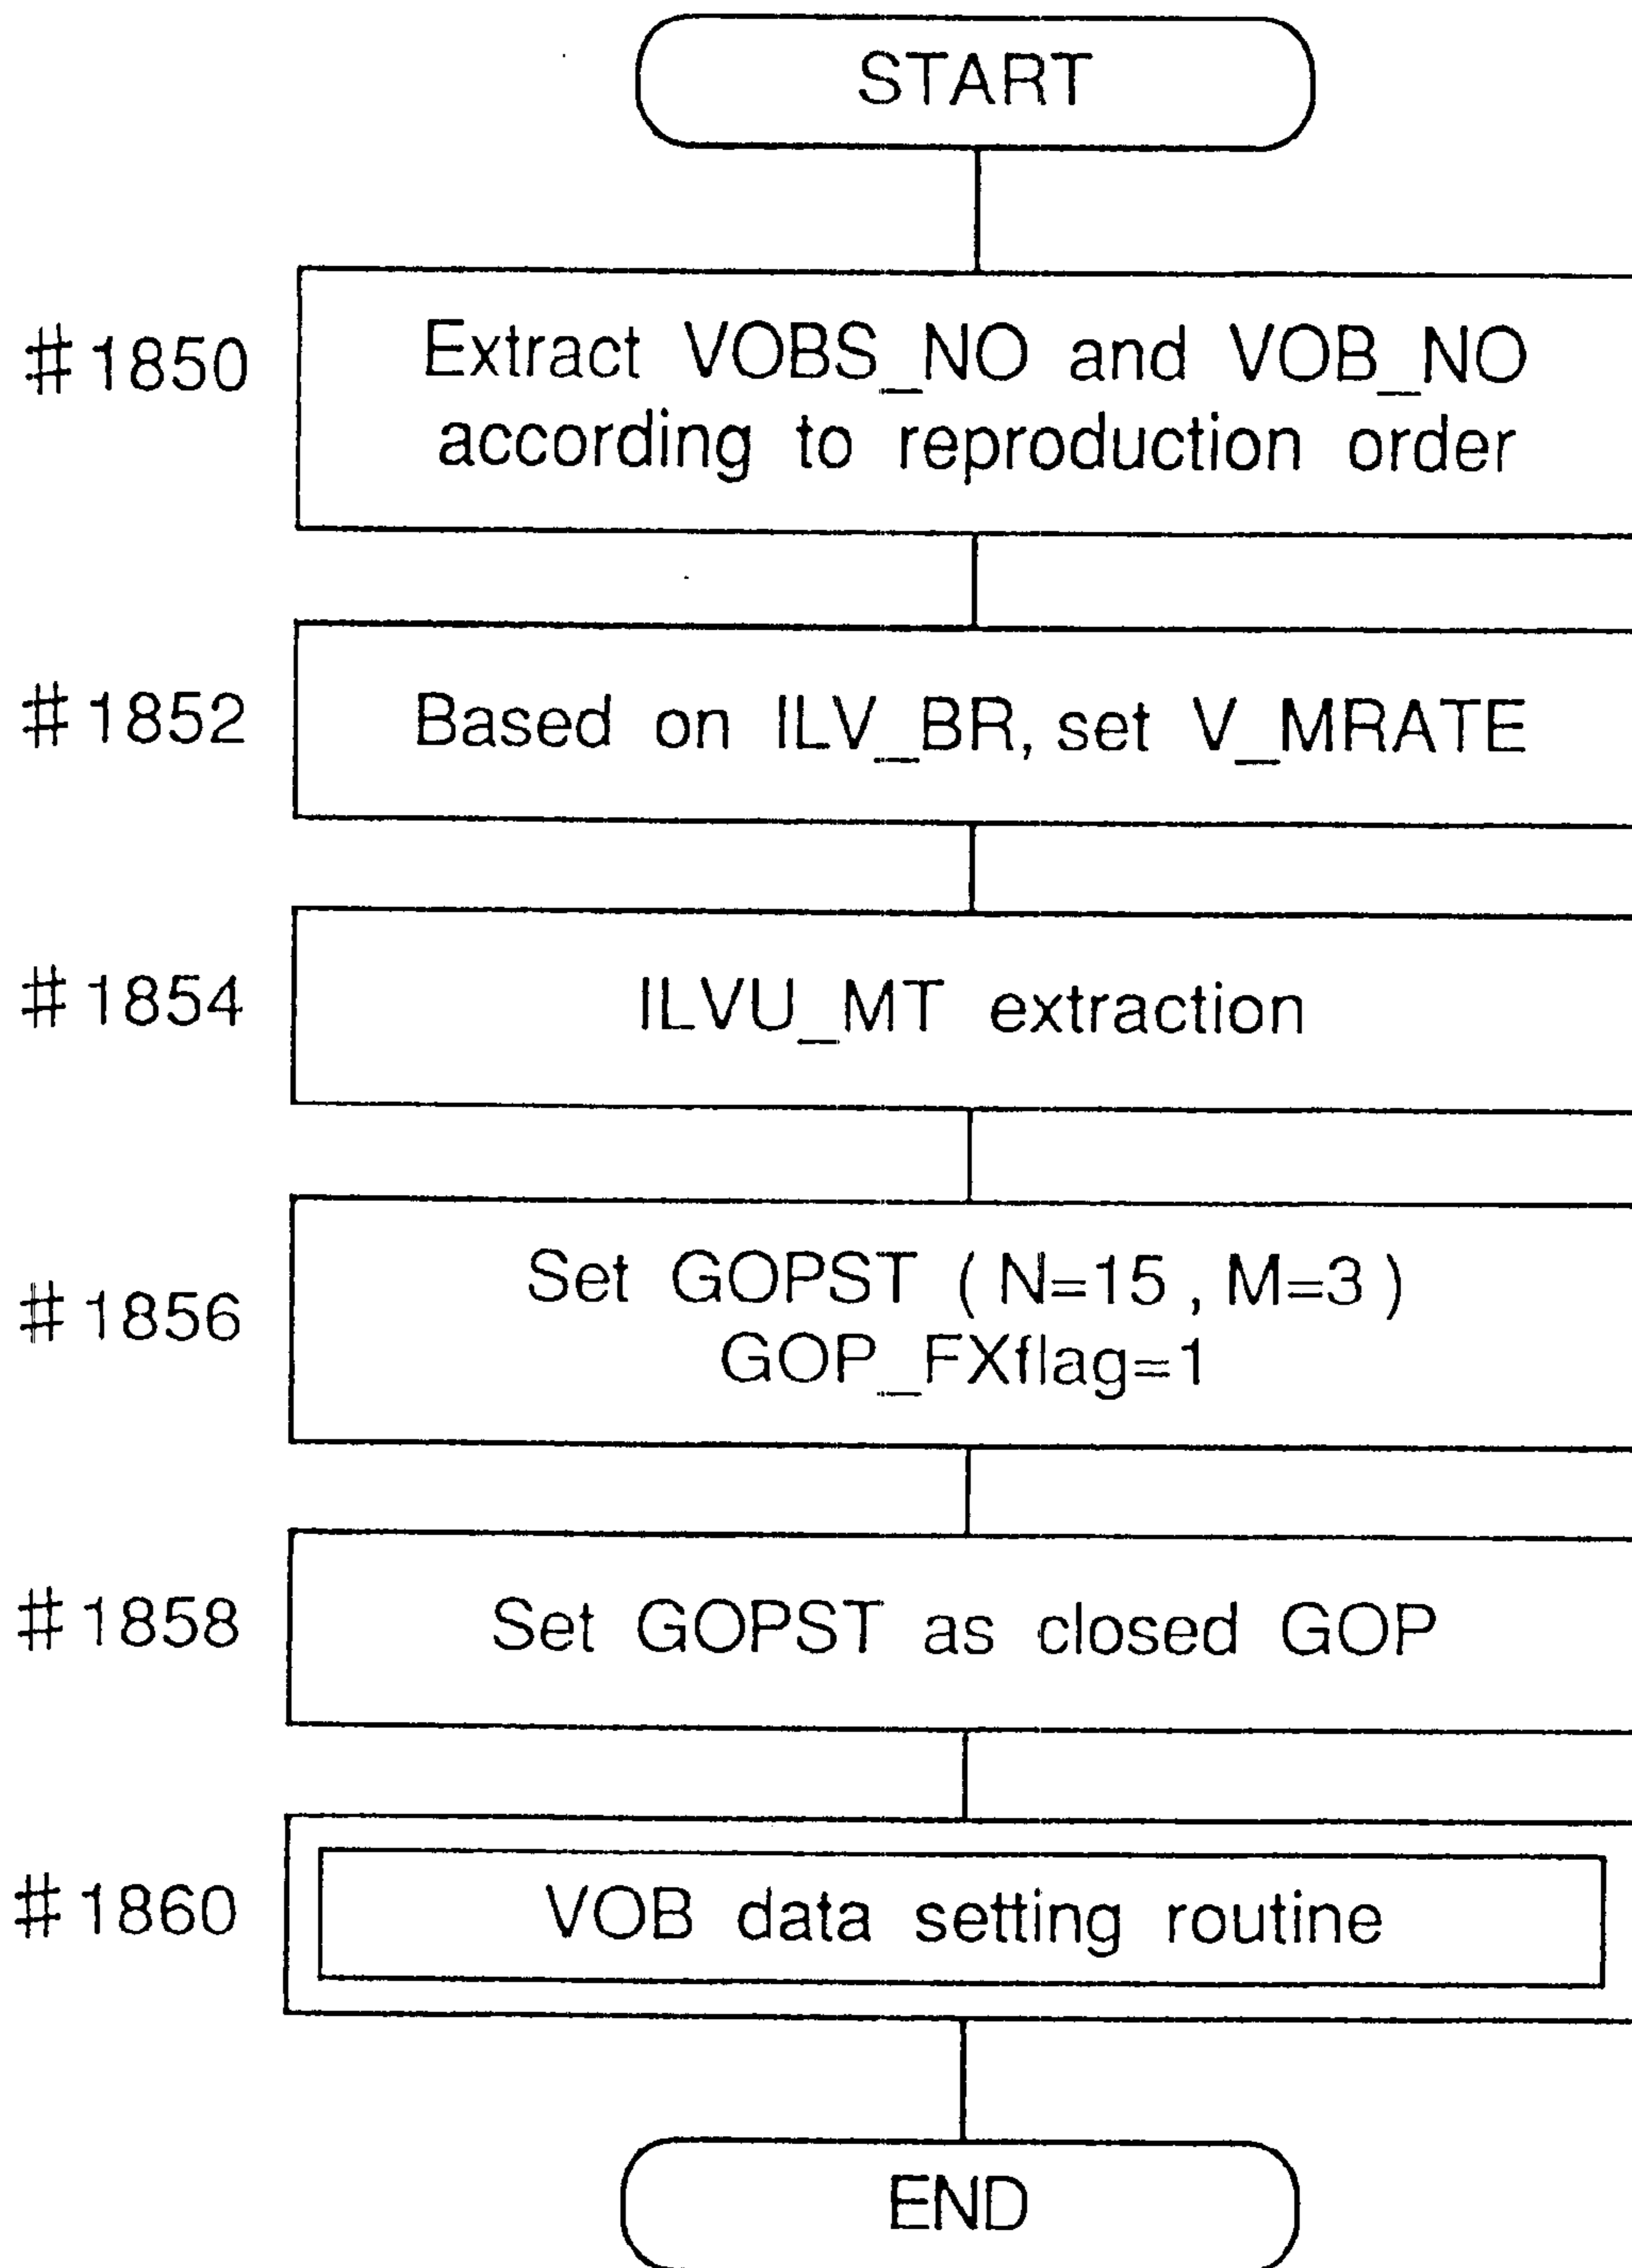 START
#1850
Extract VOBS_NO and VOB_NO
according to reproduction order
#1852
Based on ILV_BR, set V_MRATE
#1854
ILVU_MT extraction
#1856
Set GOPST (N=15, M=3)
GOP_FXflag=1
#1858
Set GOPST as closed GOP
#1860
VOB data setting routine
END